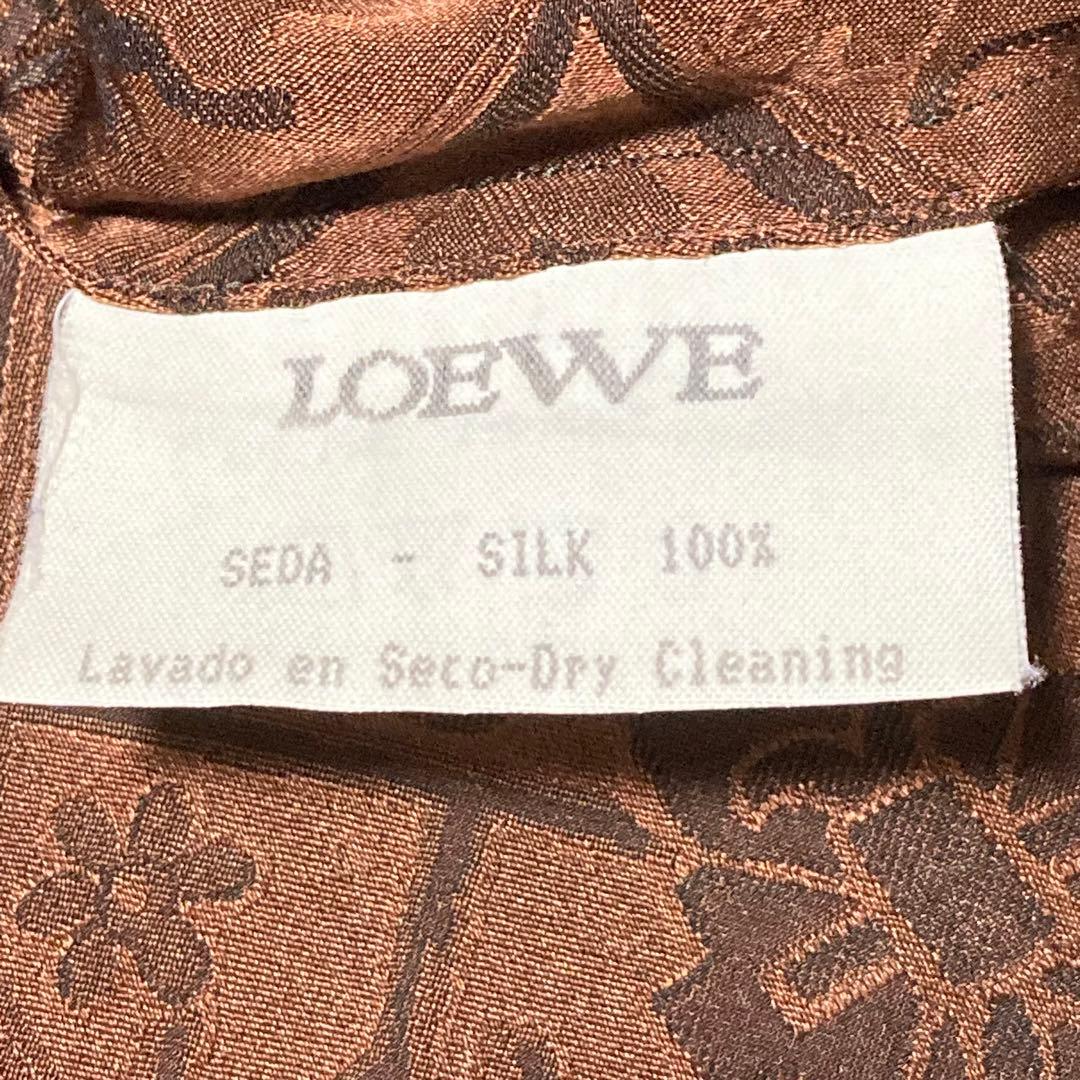 LOEWE
SEDA - SILK 100%
Lavado en Seco-Dry Cleaning